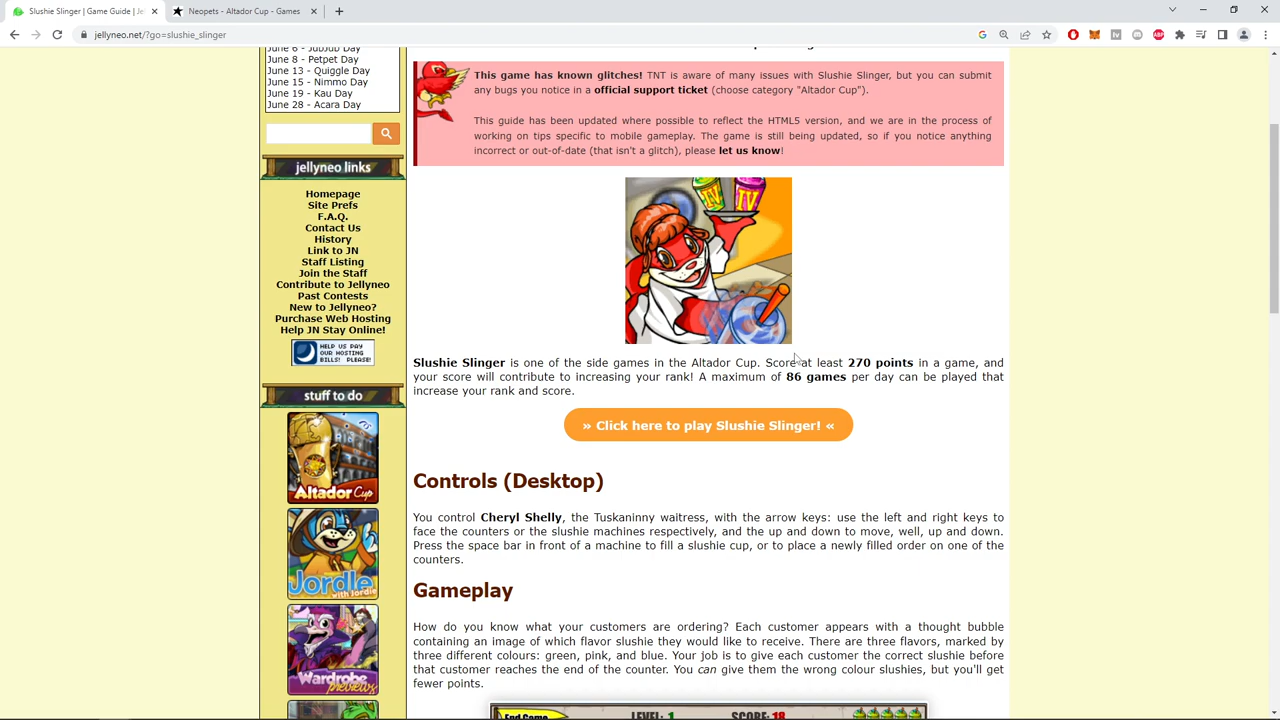 Slushie Slinger | Game Guide | Je
Neopets - Altador Cup - Games
jellyneo.net/?go=slushie_slinger
June 6 - JubJub Day
June 8 - Petpet Day
June 13 - Quiggle Day
June 15 - Nimmo Day
June 19 - Kau Day
June 28 - Acara Day
jellyneo links
Homepage
Site Prefs
F.A.Q.
Contact Us
History
Link to JN
Staff Listing
Join the Staff
Contribute to Jellyneo
Past Contests
New to Jellyneo?
Purchase Web Hosting
Help JN Stay Online!
HELP US PAY
OUR HOSTING
BILLS! PLEASE!
stuff to do
Altador Cup
Jordle
with Jordie
Wardrobe
previews
This game has known glitches! TNT is aware of many issues with Slushie Slinger, but you can submit
any bugs you notice in a official support ticket (choose category "Altador Cup").
This guide has been updated where possible to reflect the HTML5 version, and we are in the process of
working on tips specific to mobile gameplay. The game is still being updated, so if you notice anything
incorrect or out-of-date (that isn't a glitch), please let us know!
IV IV
Slushie Slinger is one of the side games in the Altador Cup. Score at least 270 points in a game, and
your score will contribute to increasing your rank! A maximum of 86 games per day can be played that
increase your rank and score.
» Click here to play Slushie Slinger! «
Controls (Desktop)
You control Cheryl Shelly, the Tuskaninny waitress, with the arrow keys: use the left and right keys to
face the counters or the slushie machines respectively, and the up and down to move, well, up and down.
Press the space bar in front of a machine to fill a slushie cup, or to place a newly filled order on one of the
counters.
Gameplay
How do you know what your customers are ordering? Each customer appears with a thought bubble
containing an image of which flavor slushie they would like to receive. There are three flavors, marked by
three different colours: green, pink, and blue. Your job is to give each customer the correct slushie before
that customer reaches the end of the counter. You can give them the wrong colour slushies, but you'll get
fewer points.
End Game LEVEL: 1 SCORE: 18